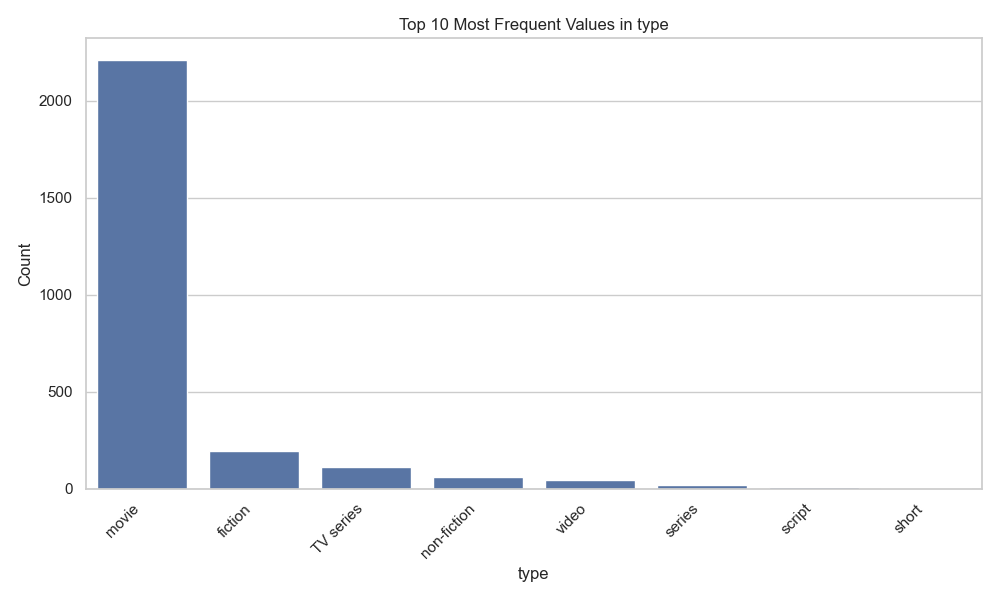 Top 10 Most Frequent Values in type
Count
2000
1500
1000
500
0
movie
fiction
TV series
non-fiction
video
series
script
short
type